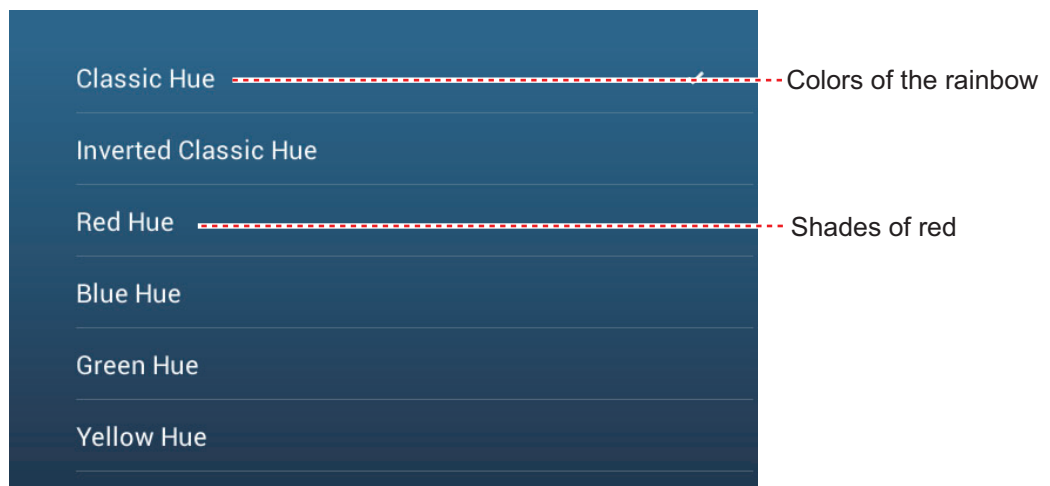 Classic Hue
Colors of the rainbow
Inverted Classic Hue
Red Hue
Shades of red
Blue Hue
Green Hue
Yellow Hue